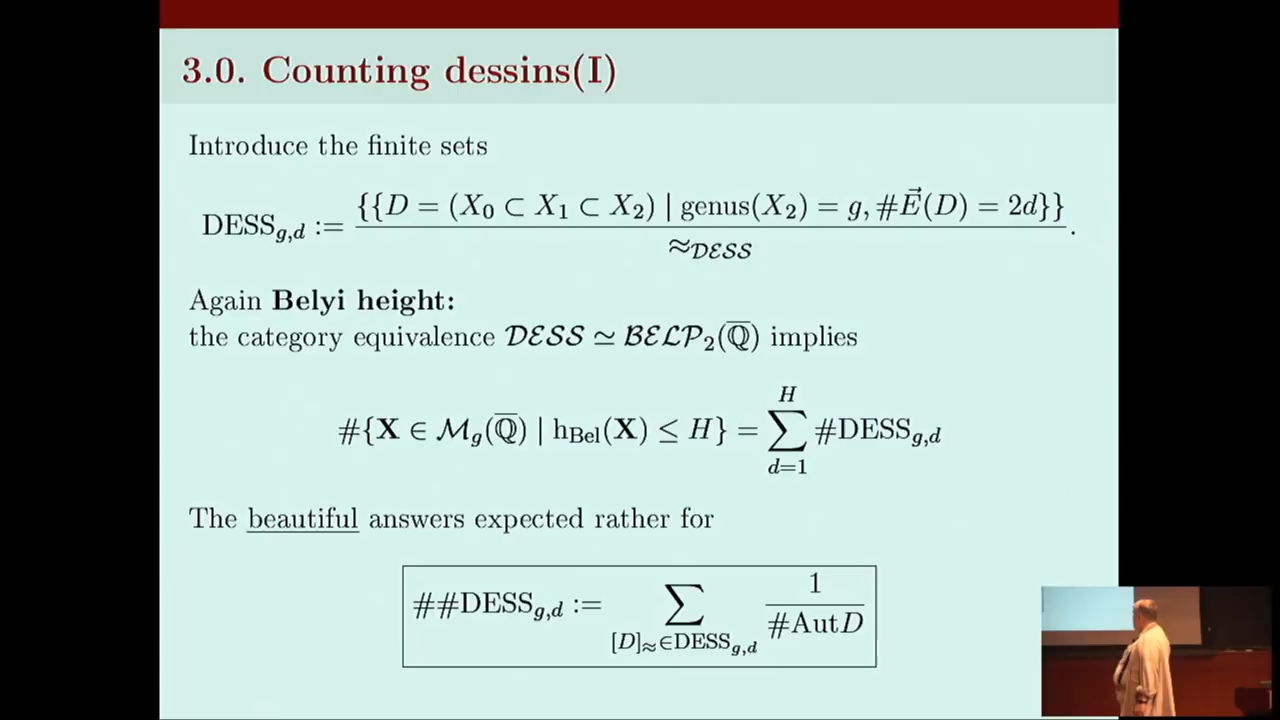 3.0. Counting dessins(I)
Introduce the finite sets
DESS_{g,d} := \frac{\{\{D = (X_0 ⊂ X_1 ⊂ X_2) | genus(X_2) = g, #\vec{E}(D) = 2d\}\}}{≈_{𝒟ℰ𝒮𝒮}}.
Again Belyi height:
the category equivalence 𝒟ℰ𝒮𝒮 ≃ ℬℰℒ𝒫_2(\overline{ℚ}) implies
#\{X ∈ ℳ_g(\overline{ℚ}) | h_{Bel}(X) ≤ H\} = \sum_{d=1}^{H} #DESS_{g,d}
The beautiful answers expected rather for
##DESS_{g,d} := \sum_{[D]_≈ ∈ DESS_{g,d}} \frac{1}{#AutD}